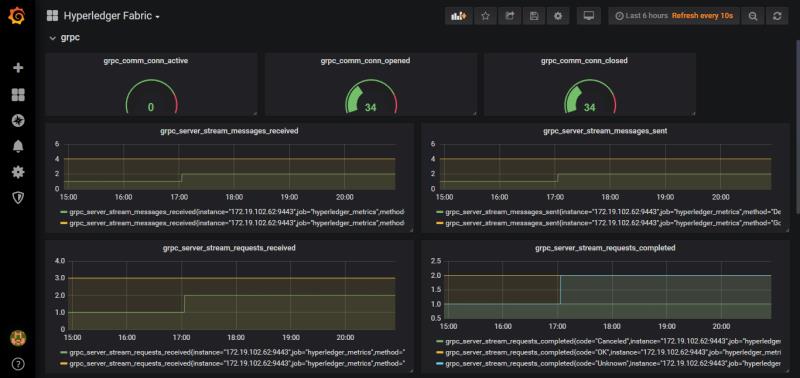 Hyperledger Fabric
Last 6 hours Refresh every 10s
grpc
grpc_comm_conn_active
grpc_comm_conn_opened
grpc_comm_conn_closed
0
34
34
grpc_server_stream_messages_received
6
4
2
0
15:00 16:00 17:00 18:00 19:00 20:00
grpc_server_stream_messages_received{instance="172.19.102.62:9443",job="hyperledger_metrics",method=
grpc_server_stream_messages_received{instance="172.19.102.62:9443",job="hyperledger_metrics",method=
grpc_server_stream_messages_sent
6
4
2
0
15:00 16:00 17:00 18:00 19:00 20:00
grpc_server_stream_messages_sent{instance="172.19.102.62:9443",job="hyperledger_metrics",method="De
grpc_server_stream_messages_sent{instance="172.19.102.62:9443",job="hyperledger_metrics",method="Go
grpc_server_stream_requests_received
4.0
3.0
2.0
1.0
0
15:00 16:00 17:00 18:00 19:00 20:00
grpc_server_stream_requests_received{instance="172.19.102.62:9443",job="hyperledger_metrics",method="
grpc_server_stream_requests_received{instance="172.19.102.62:9443",job="hyperledger_metrics",method="
grpc_server_stream_requests_completed
2.5
2.0
1.5
1.0
0.5
15:00 16:00 17:00 18:00 19:00 20:00
grpc_server_stream_requests_completed{code="Canceled",instance="172.19.102.62:9443",job="hyperledger
grpc_server_stream_requests_completed{code="OK",instance="172.19.102.62:9443",job="hyperledger_metri
grpc_server_stream_requests_completed{code="Unknown",instance="172.19.102.62:9443",job="hyperledger_